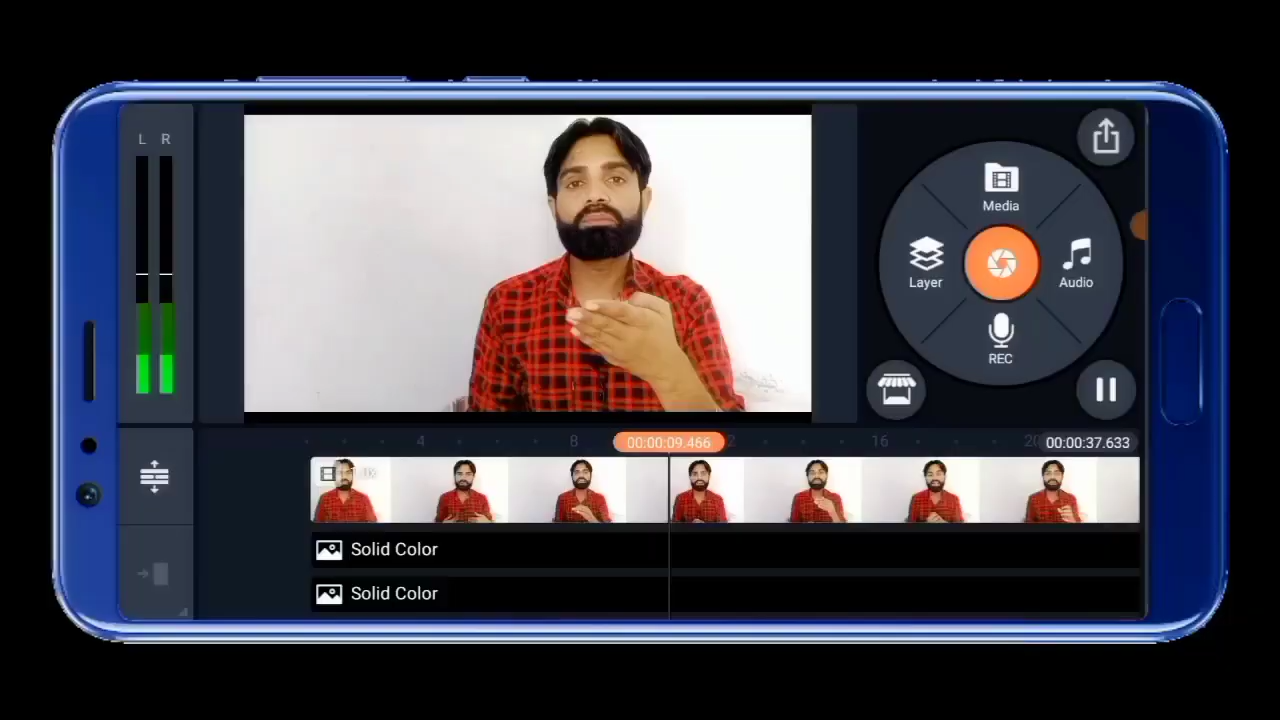 L R
Media
Layer
Audio
REC
4
8
00:00:09.466
16
20
00:00:37.633
Solid Color
Solid Color